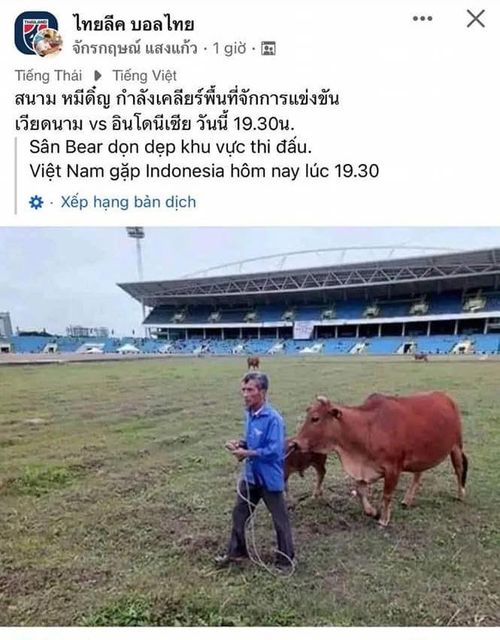 THAILAND
ไทยลีค บอลไทย
จักรกฤษณ์ แสงแก้ว · 1 giờ ·
Tiếng Thái ▸ Tiếng Việt
สนาม หมีดิ๋ญ กำลังเคลียร์พื้นที่จักการแข่งขัน
เวียดนาม vs อินโดนีเซีย วันนี้ 19.30น.
Sân Bear dọn dẹp khu vực thi đấu.
Việt Nam gặp Indonesia hôm nay lúc 19.30
· Xếp hạng bản dịch